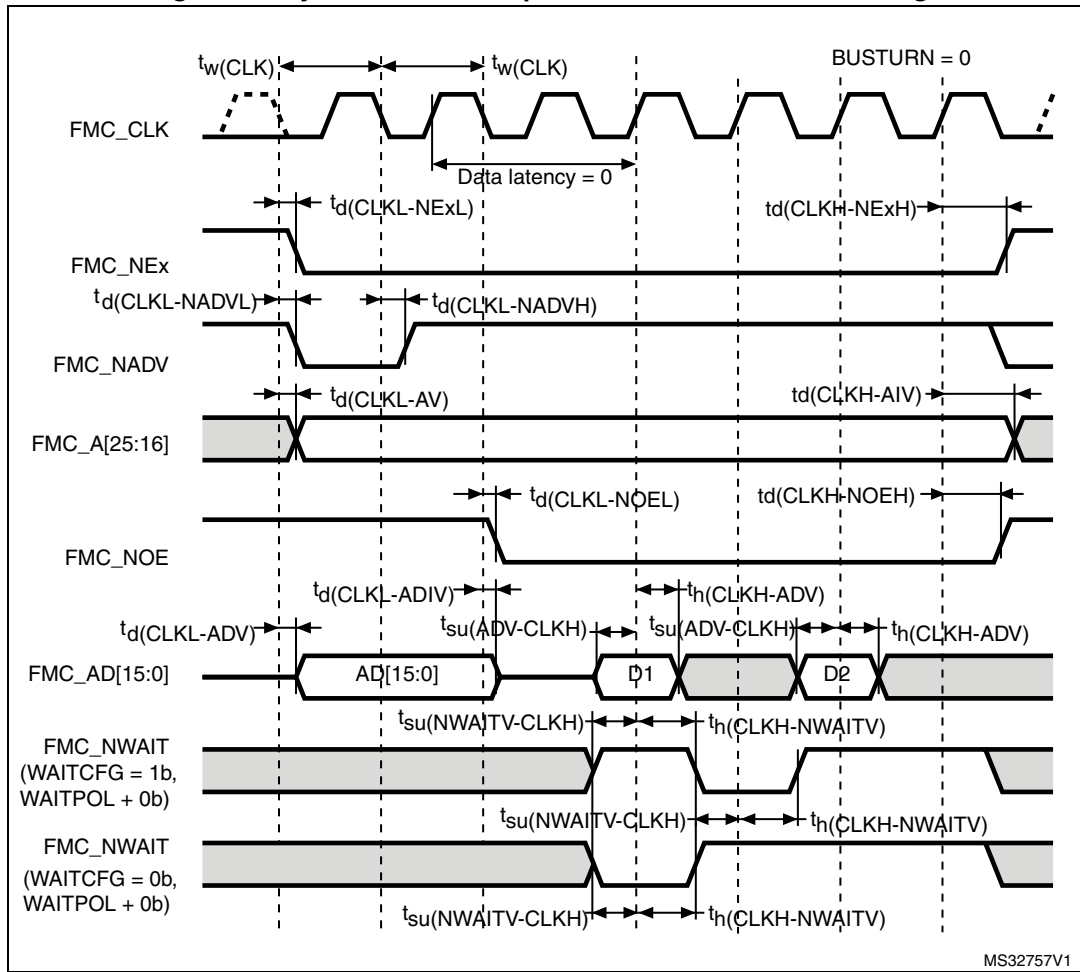 BUSTURN = 0
tw(CLK) tw(CLK)
FMC_CLK
Data latency = 0
td(CLKL-NExL) td(CLKH-NExH)
FMC_NEx
td(CLKL-NADVL) td(CLKL-NADVH)
FMC_NADV
td(CLKL-AV) td(CLKH-AIV)
FMC_A[25:16]
td(CLKL-NOEL) td(CLKH-NOEH)
FMC_NOE
td(CLKL-ADIV) th(CLKH-ADV)
td(CLKL-ADV) tsu(ADV-CLKH) tsu(ADV-CLKH) th(CLKH-ADV)
FMC_AD[15:0] AD[15:0] D1 D2
tsu(NWAITV-CLKH) th(CLKH-NWAITV)
FMC_NWAIT
(WAITCFG = 1b,
WAITPOL + 0b)
tsu(NWAITV-CLKH) th(CLKH-NWAITV)
FMC_NWAIT
(WAITCFG = 0b,
WAITPOL + 0b)
tsu(NWAITV-CLKH) th(CLKH-NWAITV)
MS32757V1